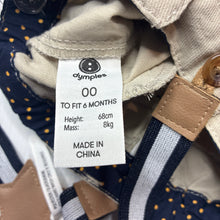 dymples
00
TO FIT 6 MONTHS
Height: 68cm
Mass: 8kg
MADE IN
CHINA